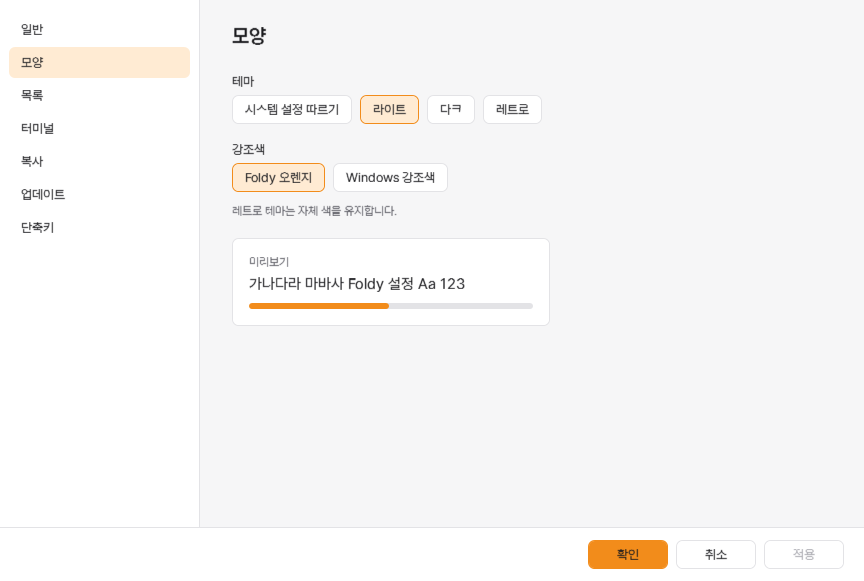 일반
모양
목록
터미널
복사
업데이트
단축키
모양
테마
시스템 설정 따르기 라이트 다크 레트로
강조색
Foldy 오렌지 Windows 강조색
레트로 테마는 자체 색을 유지합니다.
미리보기
가나다라 마바사 Foldy 설정 Aa 123
확인 취소 적용